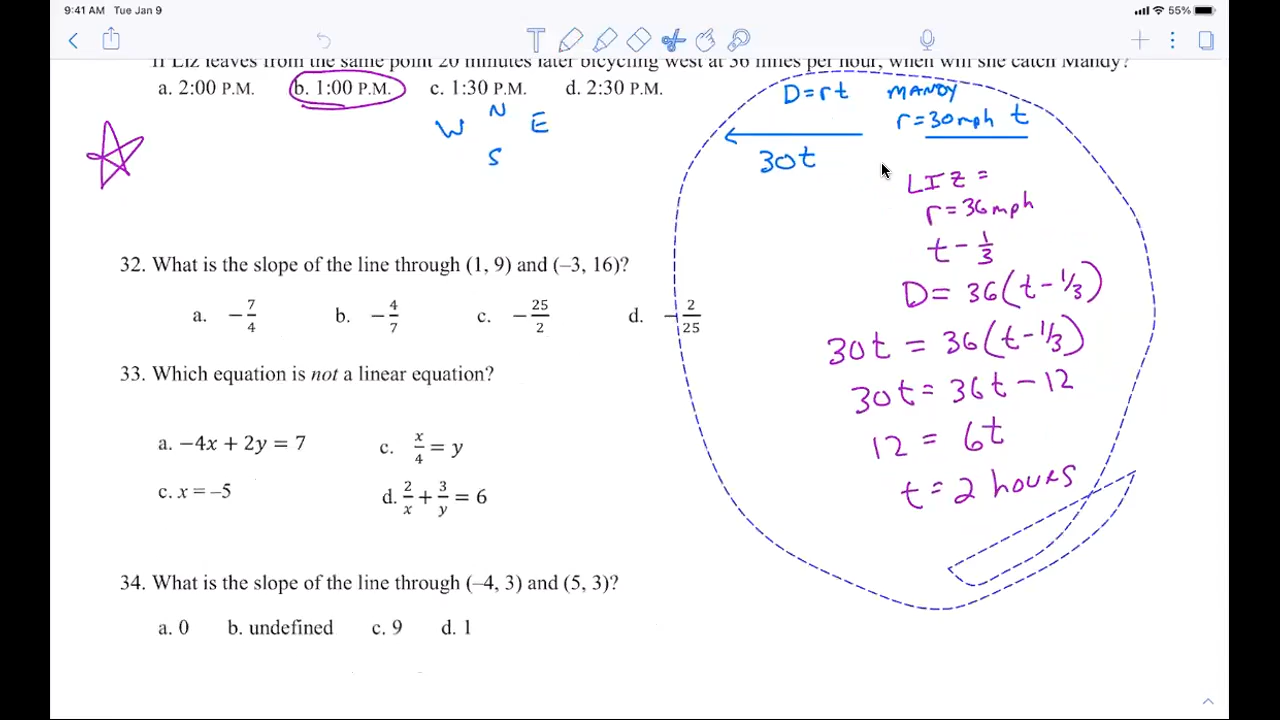 9:41 AM Tue Jan 9
55%
If Liz leaves from the same point 20 minutes later bicycling west at 36 miles per hour, when will she catch Mandy?
a. 2:00 P.M. b. 1:00 P.M. c. 1:30 P.M. d. 2:30 P.M.
N
W E
S
D = rt MANDY
r = 30 mph t
30t
LIZ =
r = 36 mph
t - 1/3
D = 36(t - 1/3)
30t = 36(t - 1/3)
30t = 36t - 12
12 = 6t
t = 2 hours
32. What is the slope of the line through (1, 9) and (–3, 16)?
a. -7/4 b. -4/7 c. -25/2 d. -2/25
33. Which equation is not a linear equation?
a. −4x + 2y = 7 c. x/4 = y
c. x = –5 d. 2/x + 3/y = 6
34. What is the slope of the line through (–4, 3) and (5, 3)?
a. 0 b. undefined c. 9 d. 1